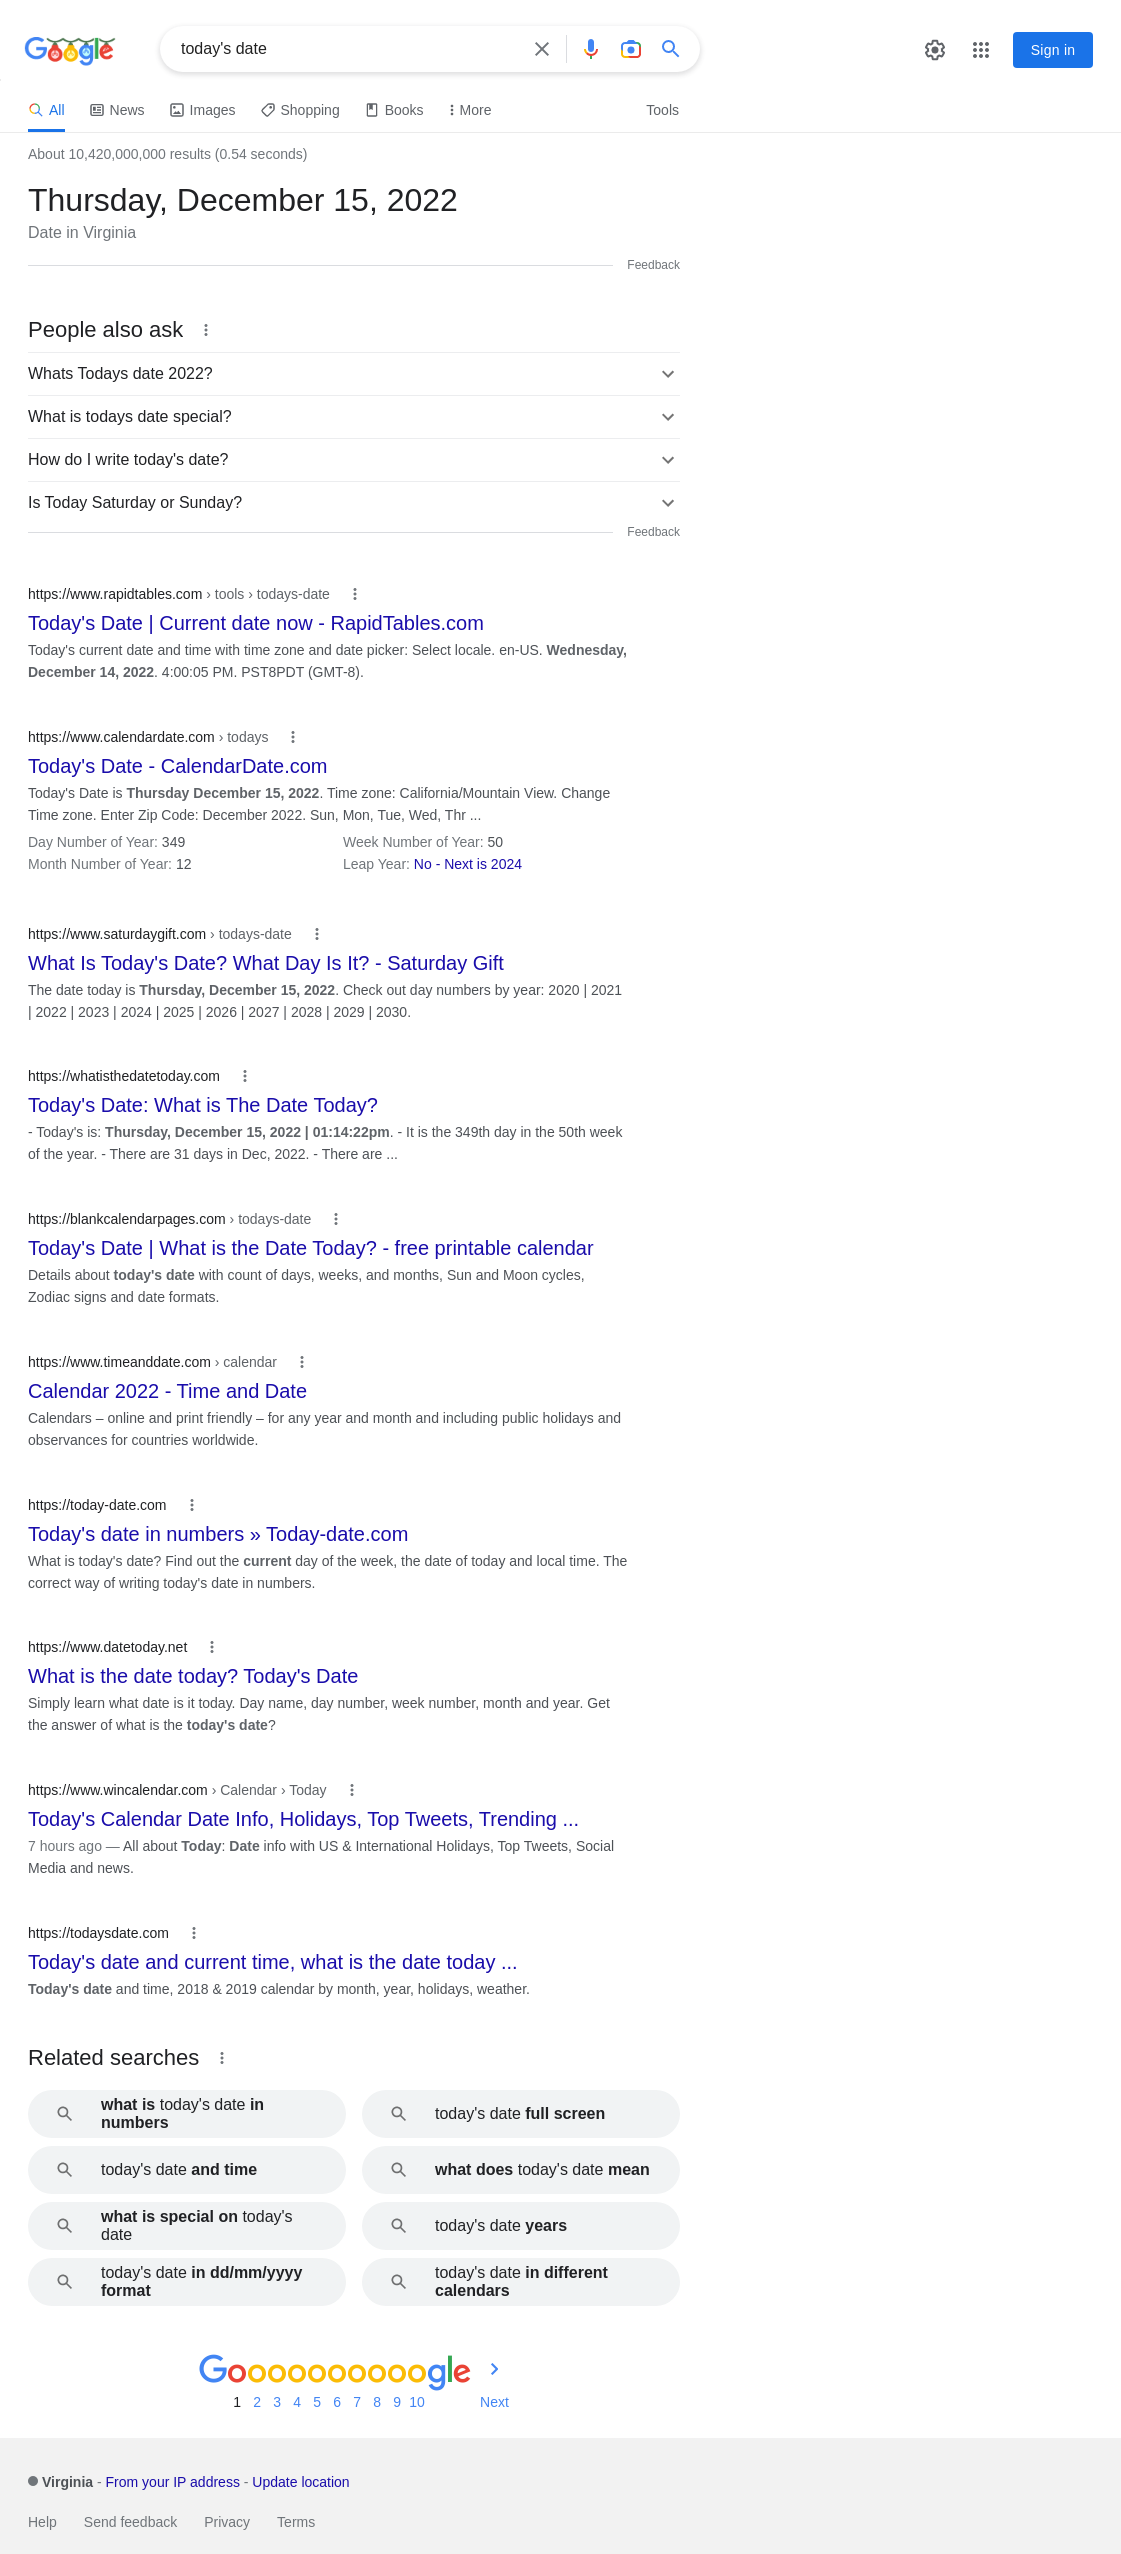 Google
today's date
Sign in
All
News
Images
Shopping
Books
More
Tools
About 10,420,000,000 results (0.54 seconds)
Thursday, December 15, 2022
Date in Virginia
Feedback
People also ask
Whats Todays date 2022?
What is todays date special?
How do I write today's date?
Is Today Saturday or Sunday?
Feedback
https://www.rapidtables.com › tools › todays-date
Today's Date | Current date now - RapidTables.com
Today's current date and time with time zone and date picker: Select locale. en-US. Wednesday,
December 14, 2022. 4:00:05 PM. PST8PDT (GMT-8).
https://www.calendardate.com › todays
Today's Date - CalendarDate.com
Today's Date is Thursday December 15, 2022. Time zone: California/Mountain View. Change
Time zone. Enter Zip Code: December 2022. Sun, Mon, Tue, Wed, Thr ...
Day Number of Year: 349
Week Number of Year: 50
Month Number of Year: 12
Leap Year: No - Next is 2024
https://www.saturdaygift.com › todays-date
What Is Today's Date? What Day Is It? - Saturday Gift
The date today is Thursday, December 15, 2022. Check out day numbers by year: 2020 | 2021
| 2022 | 2023 | 2024 | 2025 | 2026 | 2027 | 2028 | 2029 | 2030.
https://whatisthedatetoday.com
Today's Date: What is The Date Today?
- Today's is: Thursday, December 15, 2022 | 01:14:22pm. - It is the 349th day in the 50th week
of the year. - There are 31 days in Dec, 2022. - There are ...
https://blankcalendarpages.com › todays-date
Today's Date | What is the Date Today? - free printable calendar
Details about today's date with count of days, weeks, and months, Sun and Moon cycles,
Zodiac signs and date formats.
https://www.timeanddate.com › calendar
Calendar 2022 - Time and Date
Calendars – online and print friendly – for any year and month and including public holidays and
observances for countries worldwide.
https://today-date.com
Today's date in numbers » Today-date.com
What is today's date? Find out the current day of the week, the date of today and local time. The
correct way of writing today's date in numbers.
https://www.datetoday.net
What is the date today? Today's Date
Simply learn what date is it today. Day name, day number, week number, month and year. Get
the answer of what is the today's date?
https://www.wincalendar.com › Calendar › Today
Today's Calendar Date Info, Holidays, Top Tweets, Trending ...
7 hours ago — All about Today: Date info with US & International Holidays, Top Tweets, Social
Media and news.
https://todaysdate.com
Today's date and current time, what is the date today ...
Today's date and time, 2018 & 2019 calendar by month, year, holidays, weather.
Related searches
what is today's date in
numbers
today's date full screen
today's date and time
what does today's date mean
what is special on today's
date
today's date years
today's date in dd/mm/yyyy
format
today's date in different
calendars
Goooooooooogle
1 2 3 4 5 6 7 8 9 10 Next
Virginia - From your IP address - Update location
Help Send feedback Privacy Terms